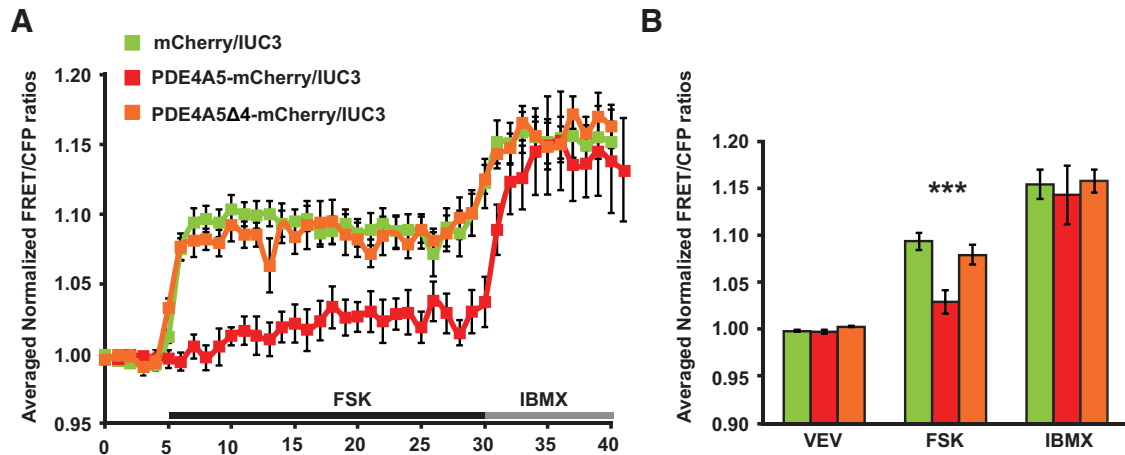 A
mCherry/IUC3
PDE4A5-mCherry/IUC3
PDE4A5Δ4-mCherry/IUC3
Averaged Normalized FRET/CFP ratios
1.20
1.15
1.10
1.05
1.00
0.95
FSK
IBMX
0 5 10 15 20 25 30 35 40
B
Averaged Normalized FRET/CFP ratios
1.20
1.15
1.10
1.05
1.00
0.95
0.90
***
VEV FSK IBMX